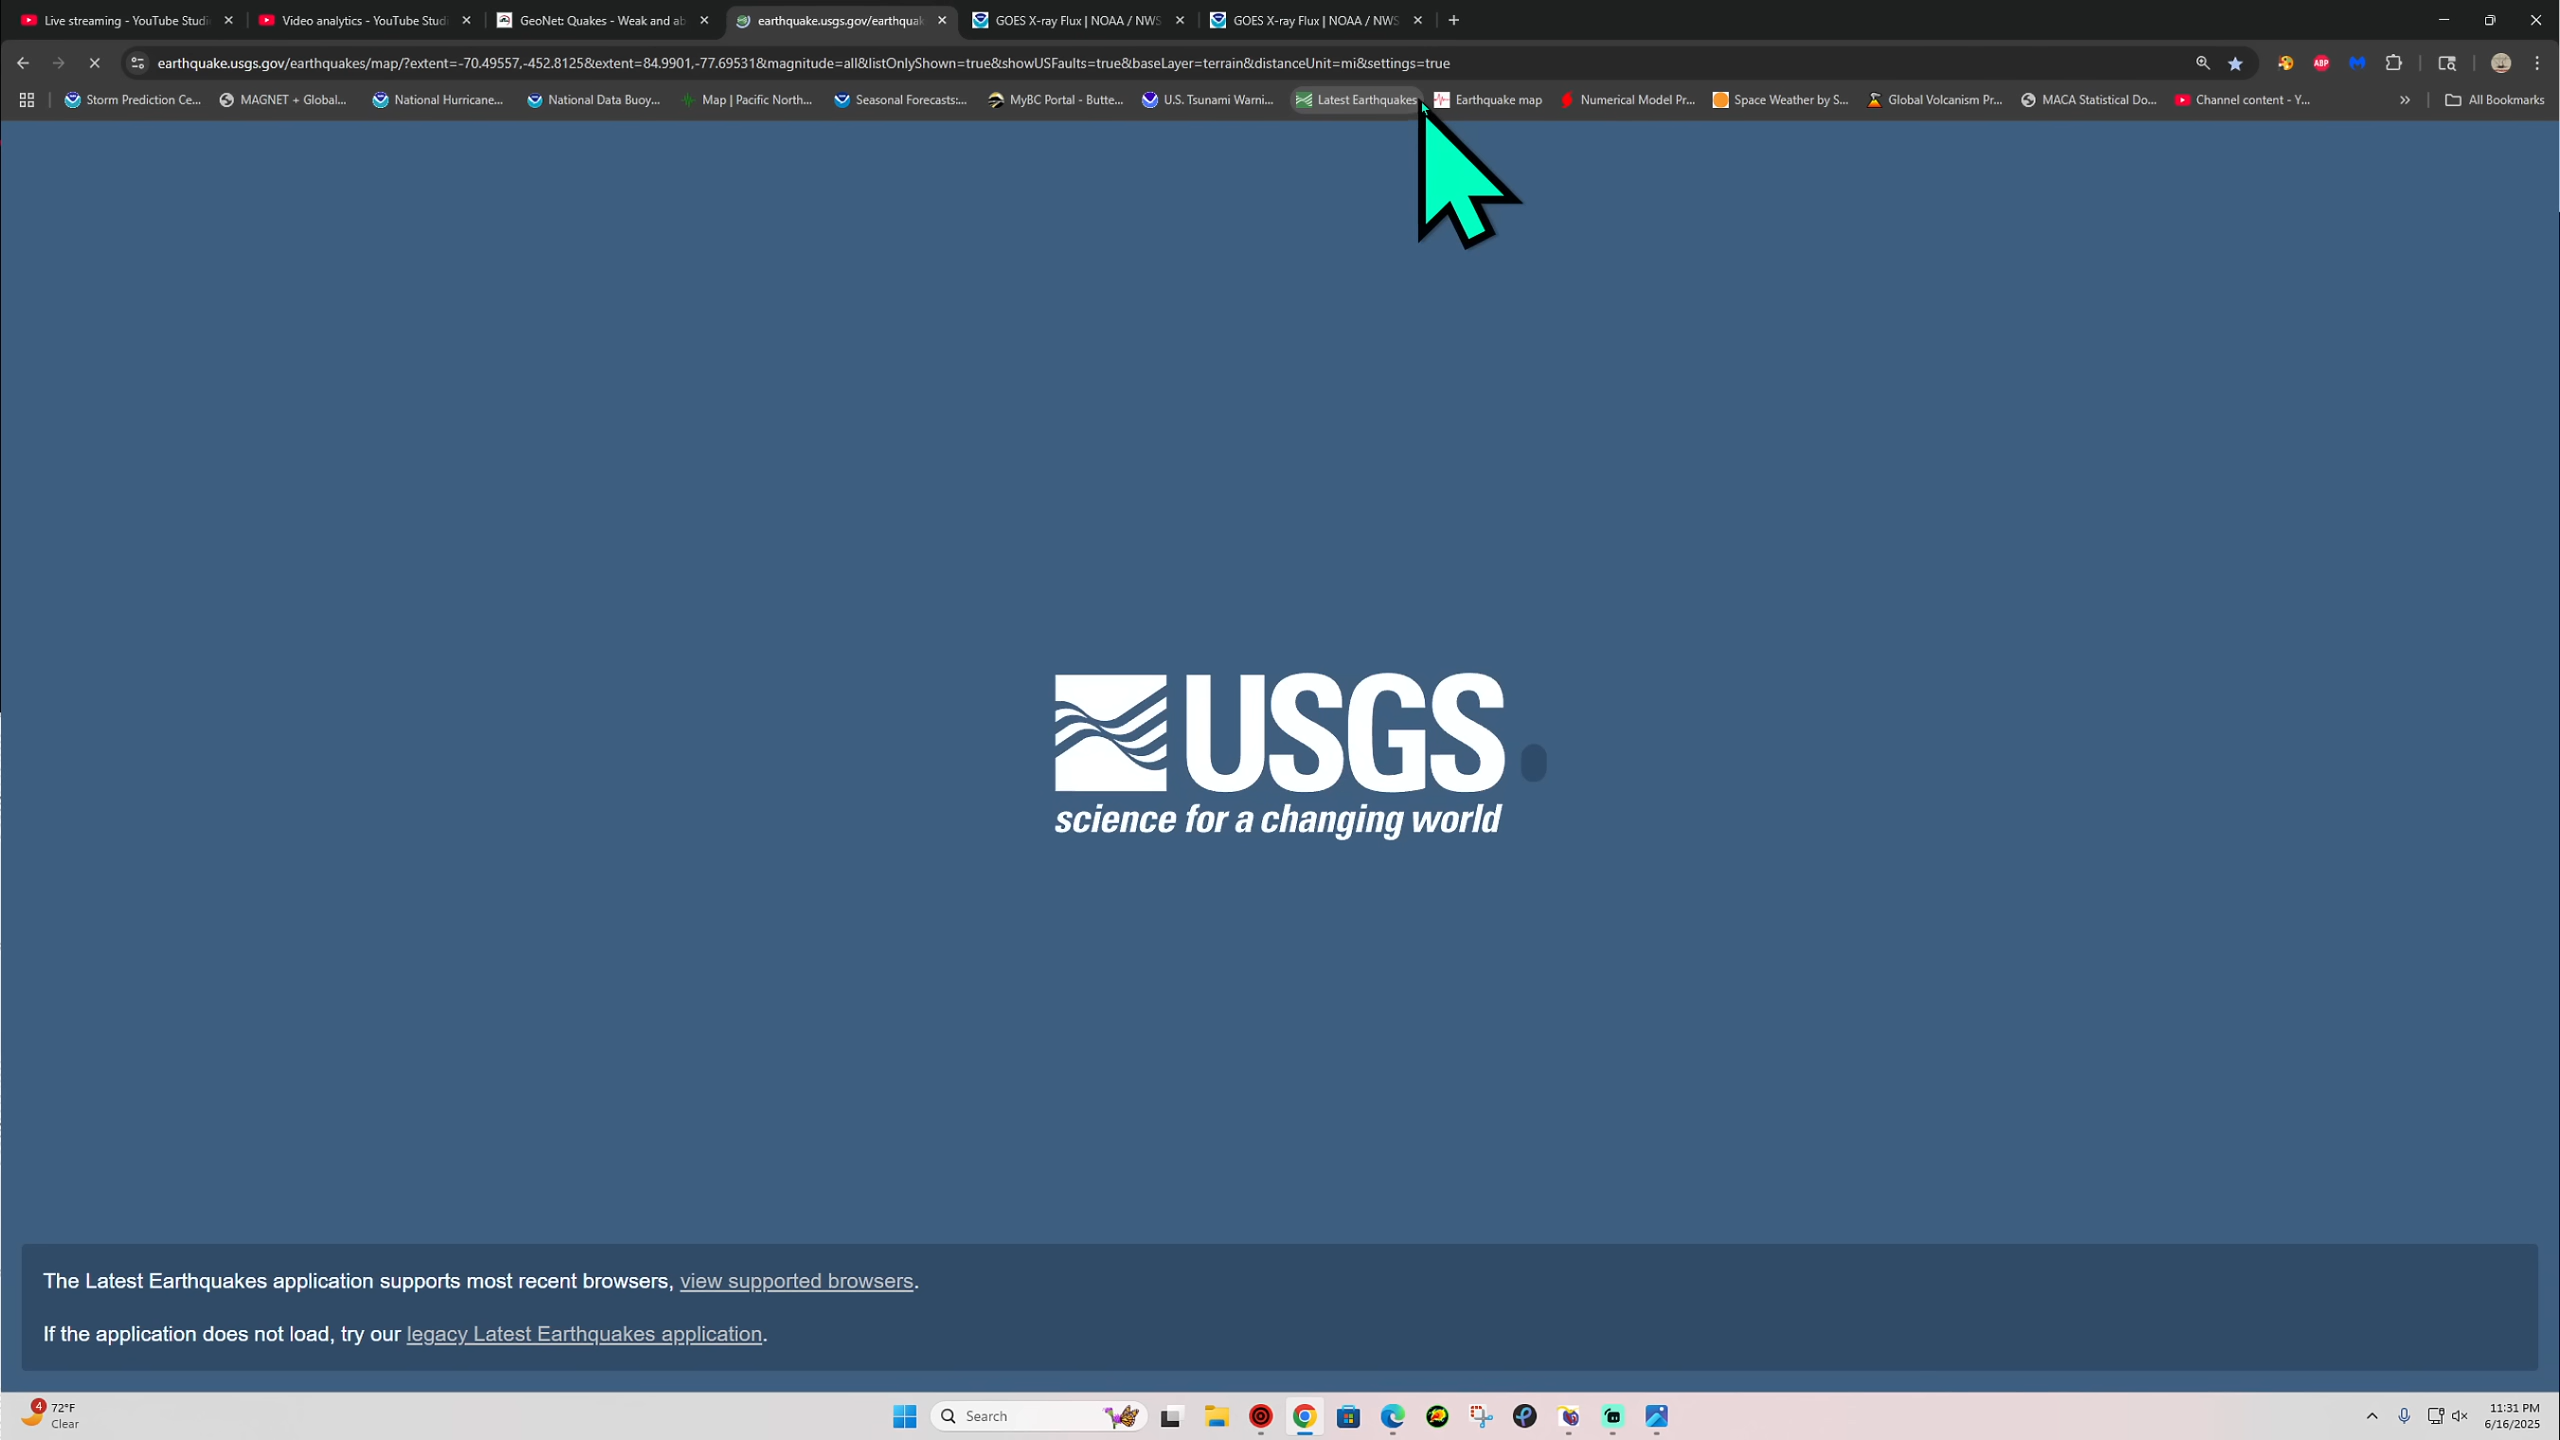 Live streaming - YouTube Studi
Video analytics - YouTube Studi
GeoNet: Quakes - Weak and ab
earthquake.usgs.gov/earthquak
GOES X-ray Flux | NOAA / NWS
GOES X-ray Flux | NOAA / NWS
earthquake.usgs.gov/earthquakes/map/?extent=-70.49557,-452.8125&extent=84.9901,-77.69531&magnitude=all&listOnlyShown=true&showUSFaults=true&baseLayer=terrain&distanceUnit=mi&settings=true
ABP
Storm Prediction Ce...
MAGNET + Global...
National Hurricane...
National Data Buoy...
Map | Pacific North...
Seasonal Forecasts:...
MyBC Portal - Butte...
U.S. Tsunami Warni...
Latest Earthquakes
Earthquake map
Numerical Model Pr...
Space Weather by S...
Global Volcanism Pr...
MACA Statistical Do...
Channel content - Y...
All Bookmarks
USGS
science for a changing world
The Latest Earthquakes application supports most recent browsers, view supported browsers.
If the application does not load, try our legacy Latest Earthquakes application.
4
72°F
Clear
Search
11:31 PM
6/16/2025